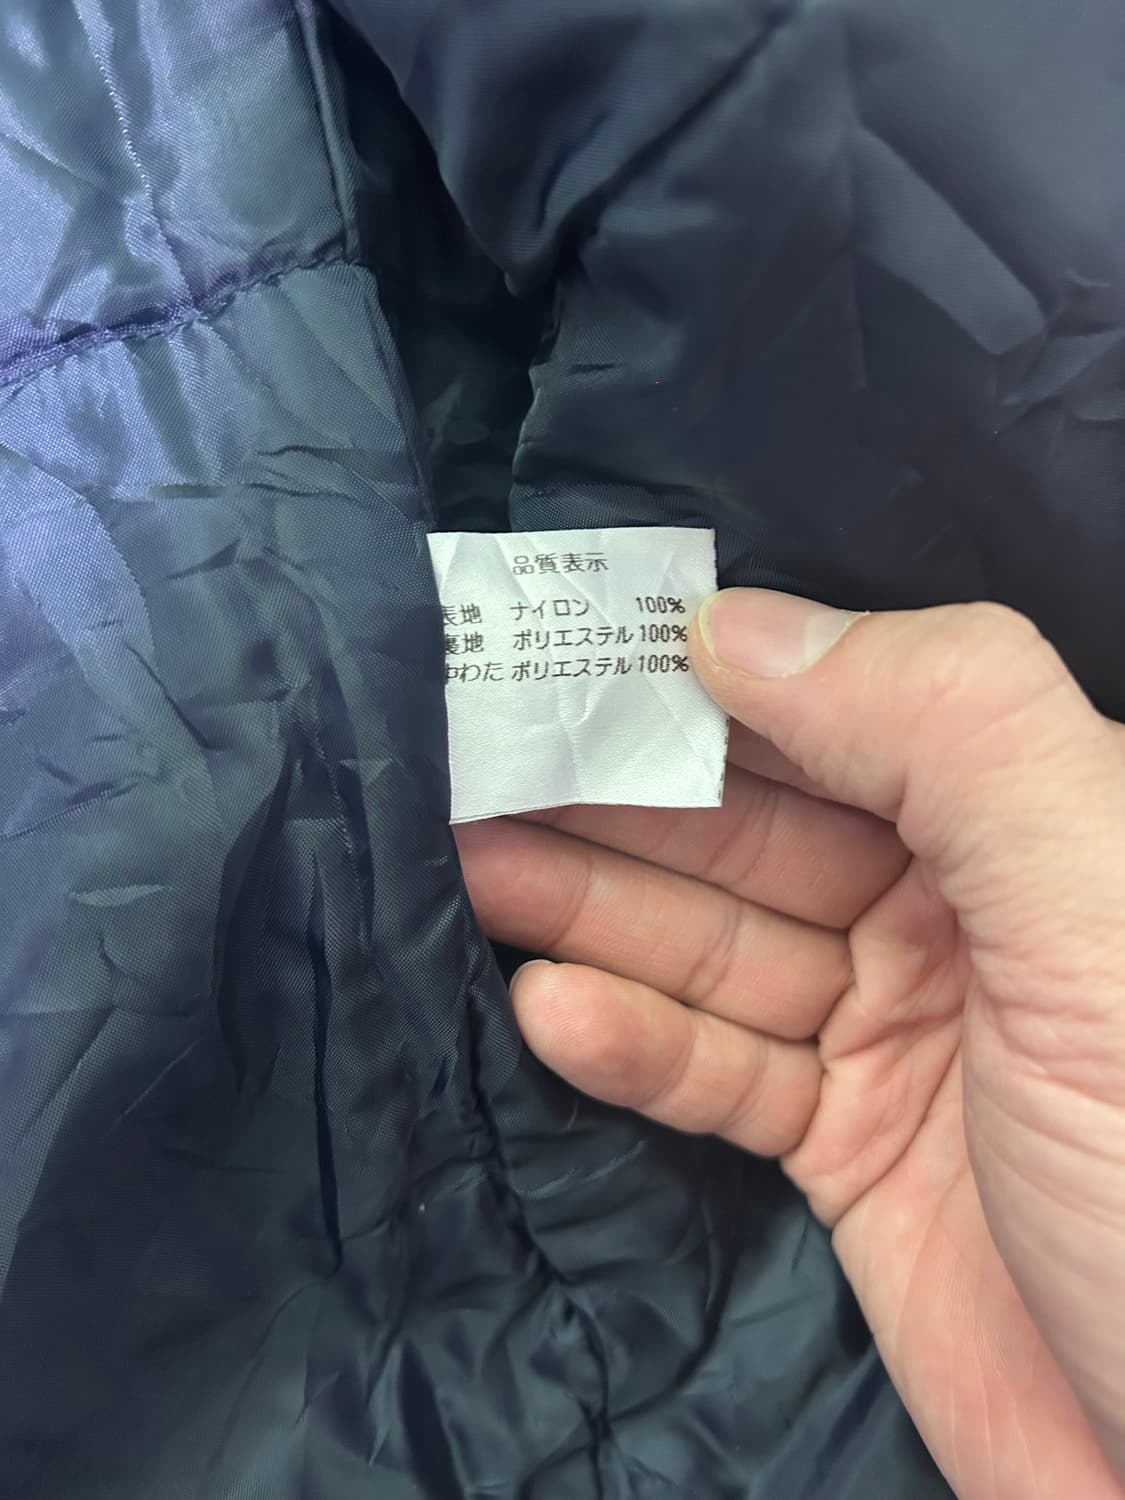 品質表示
表地 ナイロン 100%
裏地 ポリエステル 100%
中わた ポリエステル 100%